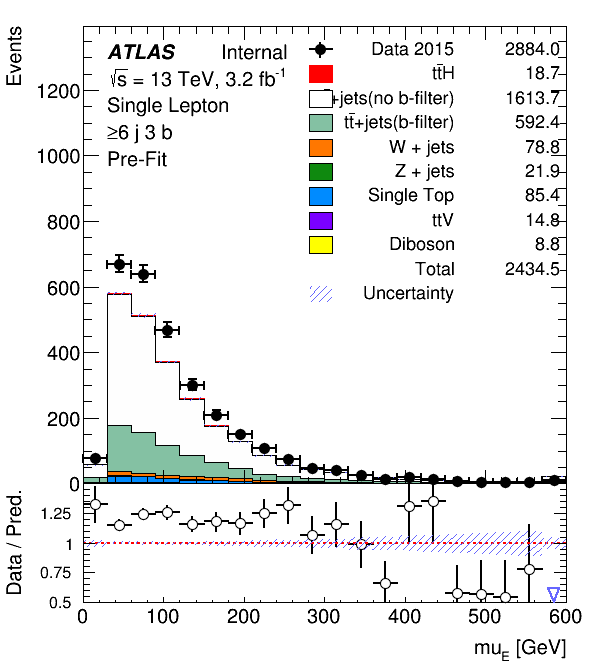 Events
ATLAS Internal
√s = 13 TeV, 3.2 fb-1
Single Lepton
≥6 j 3 b
Pre-Fit
Data 2015 2884.0
tt̄H 18.7
t̄+jets(no b-filter) 1613.7
tt̄+jets(b-filter) 592.4
W + jets 78.8
Z + jets 21.9
Single Top 85.4
ttV 14.8
Diboson 8.8
Total 2434.5
Uncertainty
1200
1000
800
600
400
200
0
Data / Pred.
1.25
1
0.75
0.5
0 100 200 300 400 500 600
mu_E [GeV]